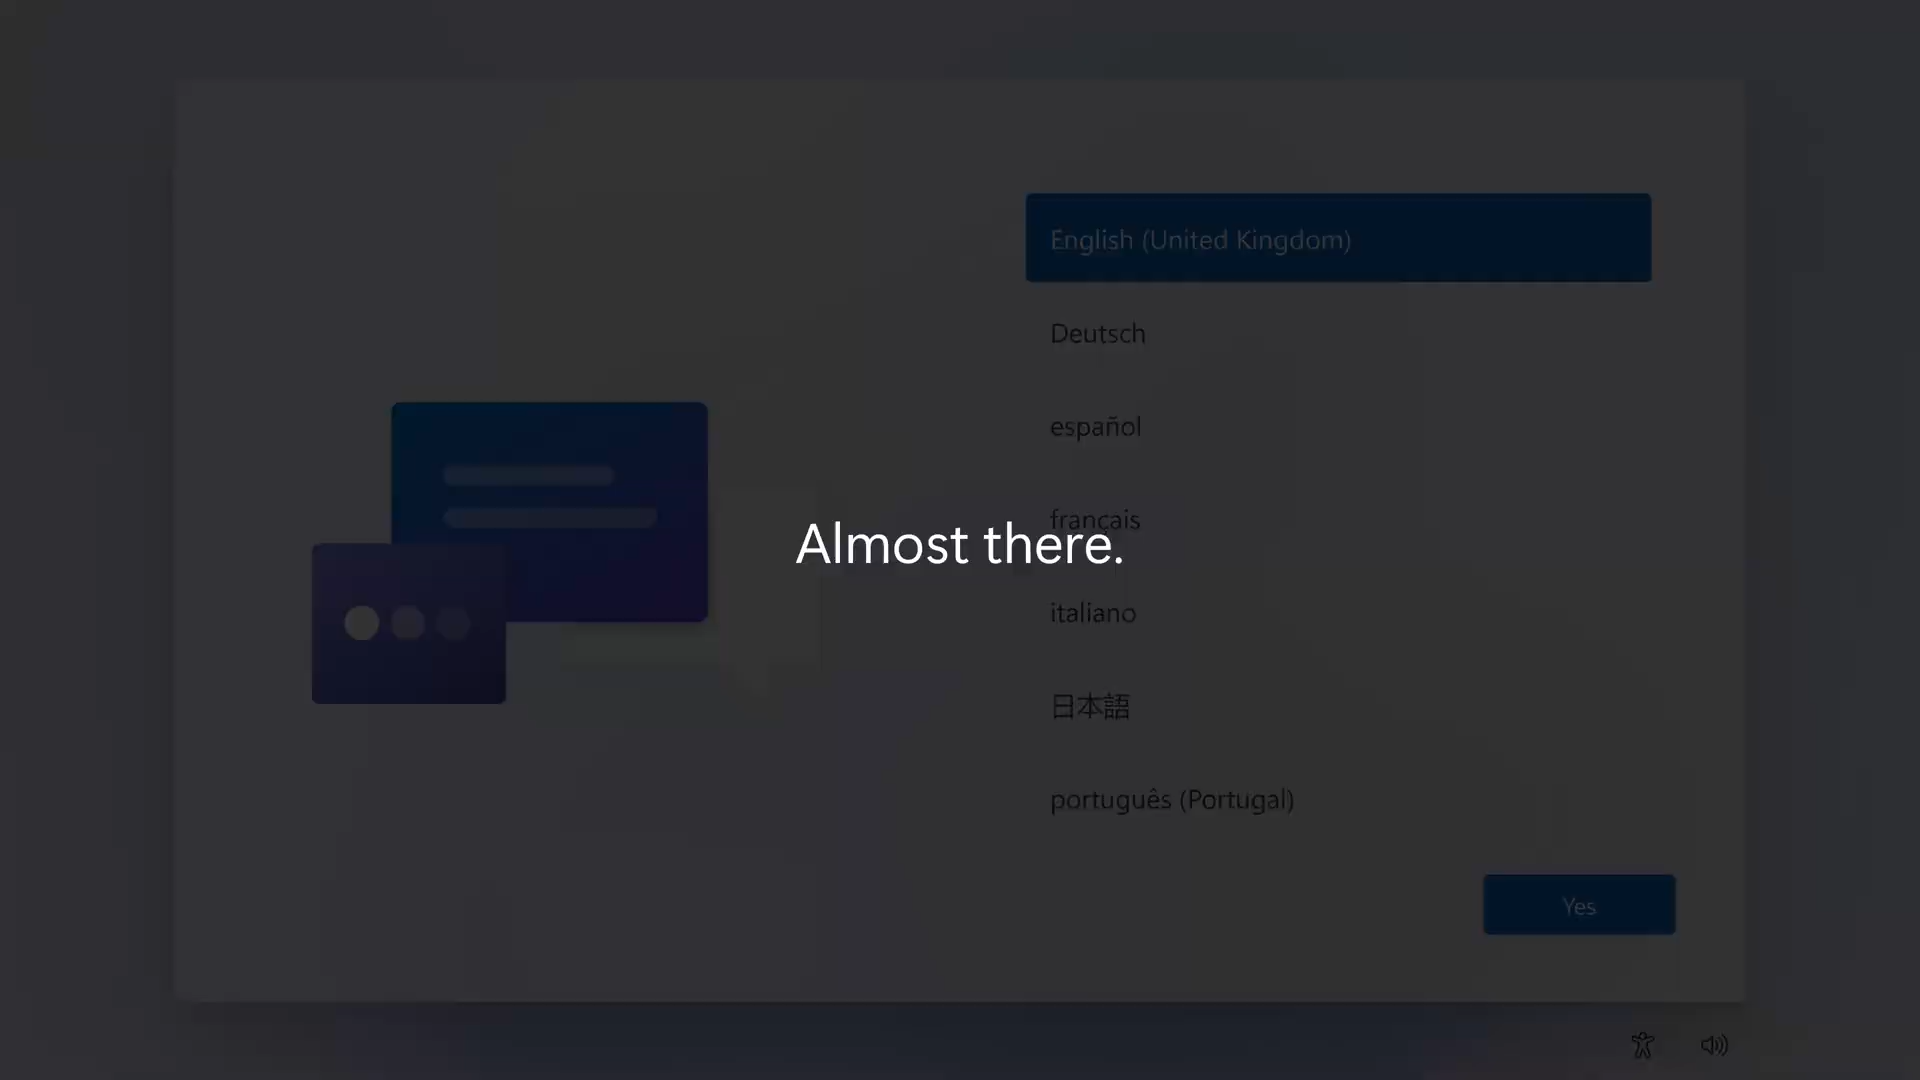 English (United Kingdom)
Deutsch
español
français
Almost there.
italiano
日本語
português (Portugal)
Yes